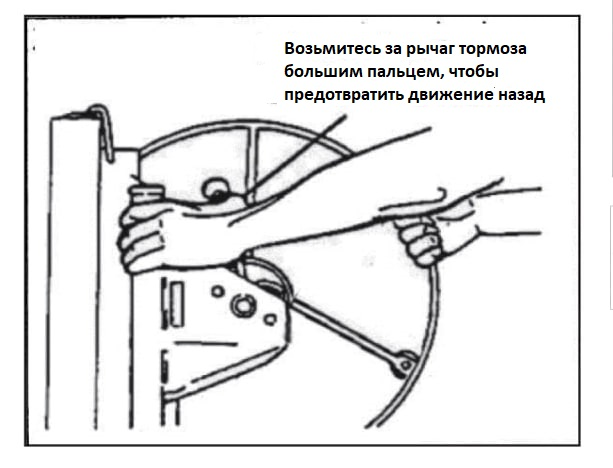 Возьмитесь за рычаг тормоза
большим пальцем, чтобы
предотвратить движение назад